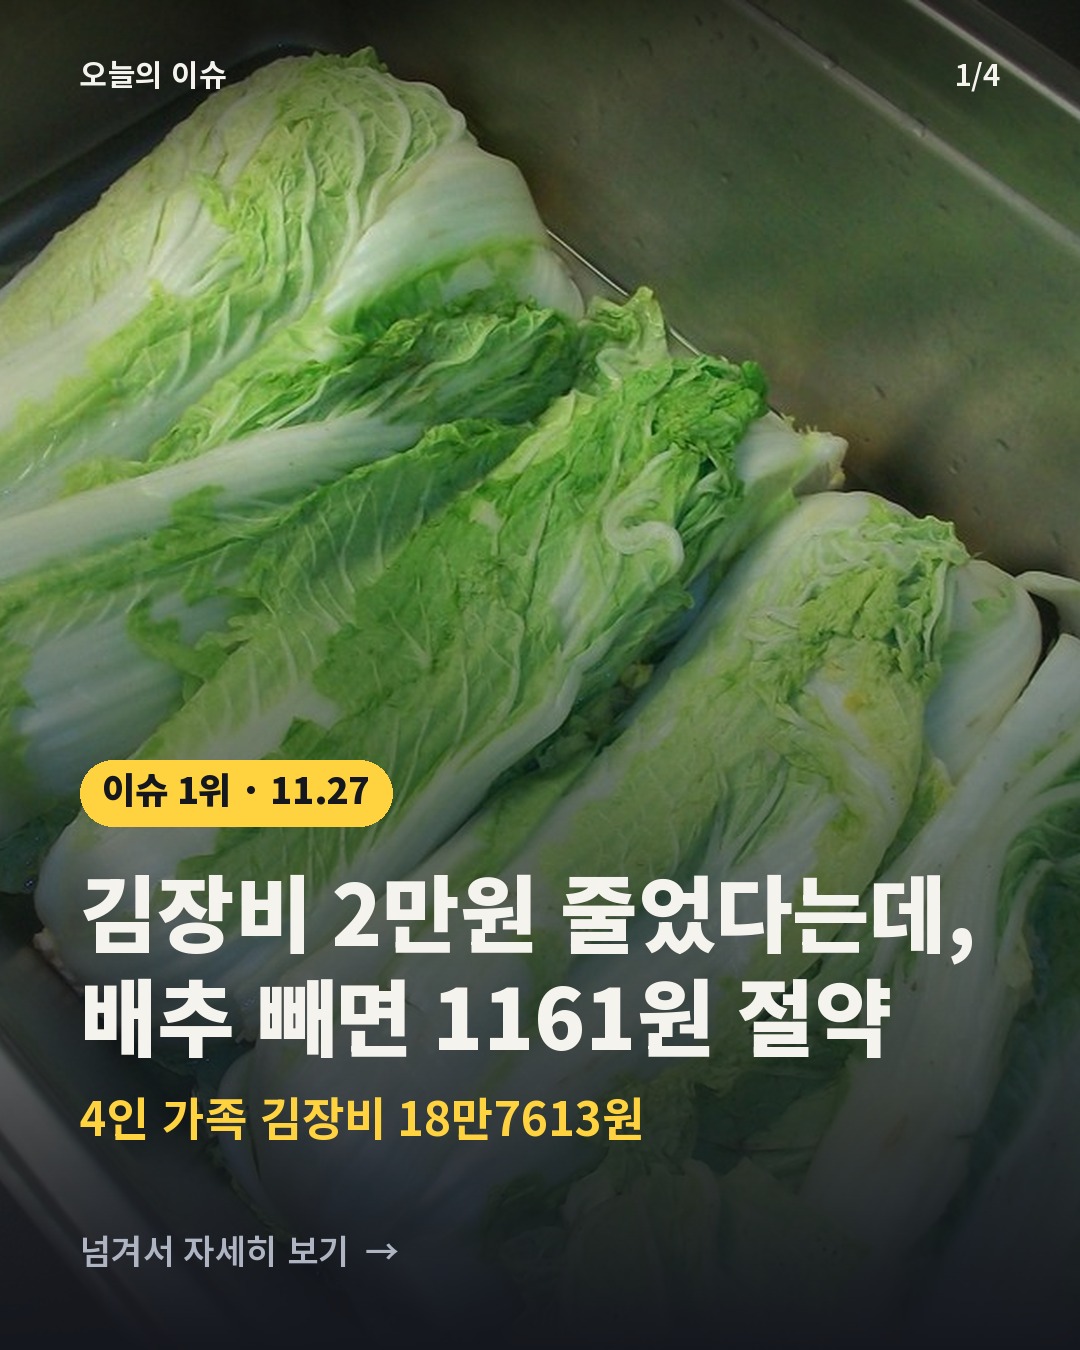 오늘의 이슈
1/4
이슈 1위 · 11.27
김장비 2만원 줄었다는데,
배추 빼면 1161원 절약
4인 가족 김장비 18만7613원
넘겨서 자세히 보기 →